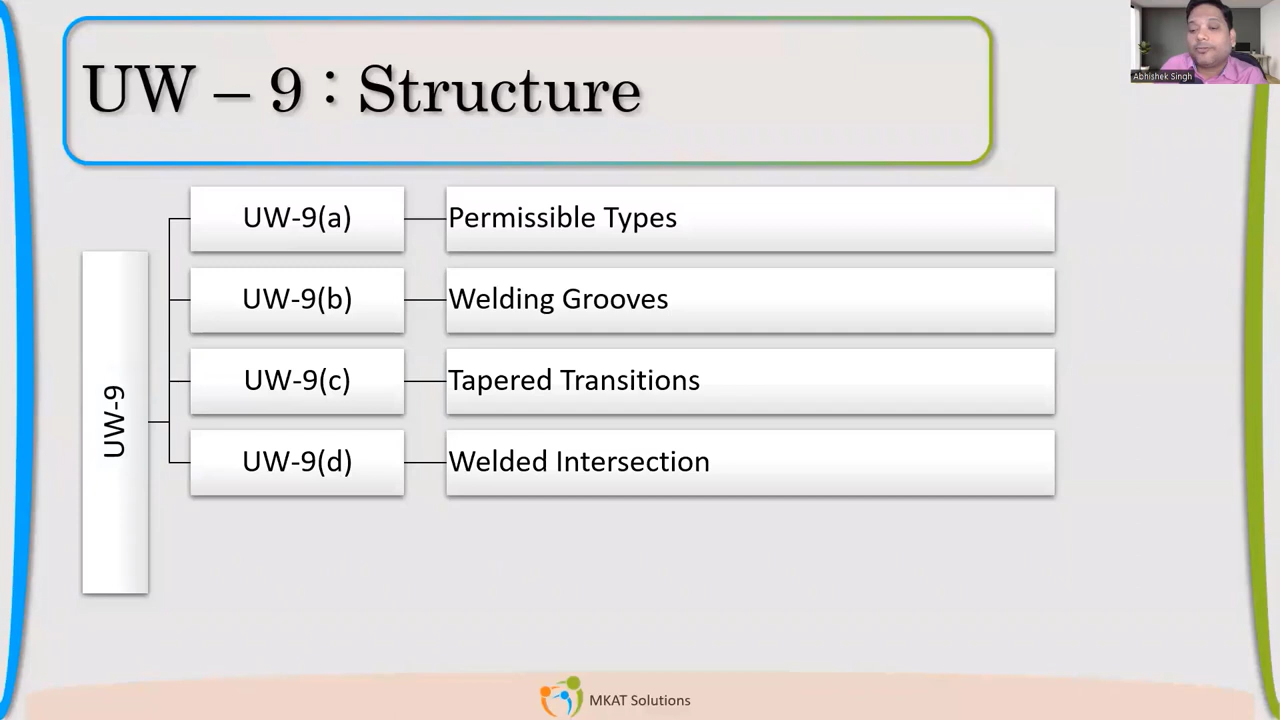 UW – 9 : Structure
Abhishek Singh
UW-9
UW-9(a)
Permissible Types
UW-9(b)
Welding Grooves
UW-9(c)
Tapered Transitions
UW-9(d)
Welded Intersection
MKAT Solutions